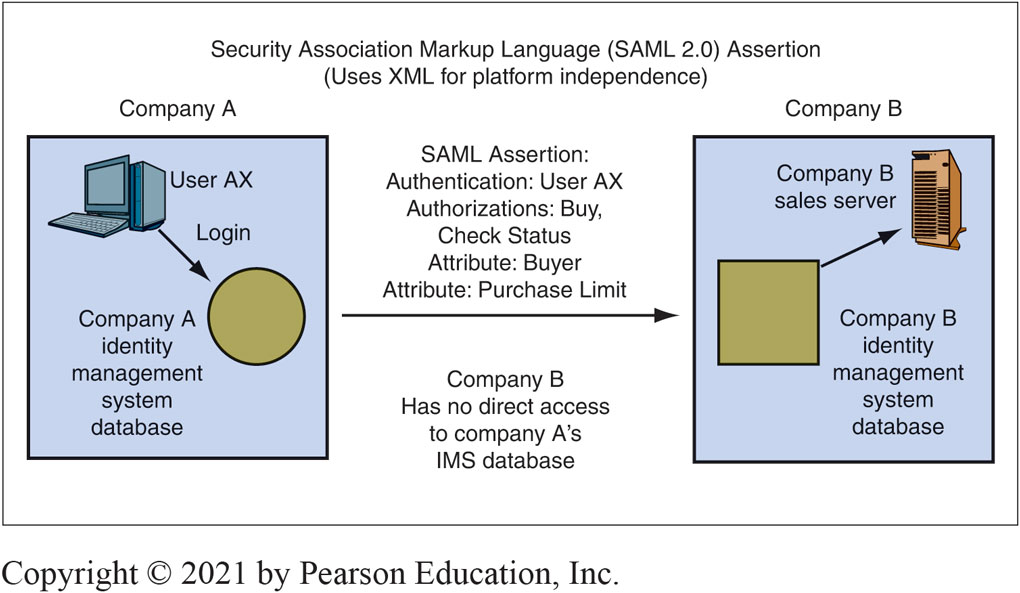 Security Association Markup Language (SAML 2.0) Assertion
(Uses XML for platform independence)
Company A
User AX
Login
Company A
identity
management
system
database
SAML Assertion:
Authentication: User AX
Authorizations: Buy,
Check Status
Attribute: Buyer
Attribute: Purchase Limit
Company B
Has no direct access
to company A's
IMS database
Company B
Company B
sales server
Company B
identity
management
system
database
Copyright © 2021 by Pearson Education, Inc.